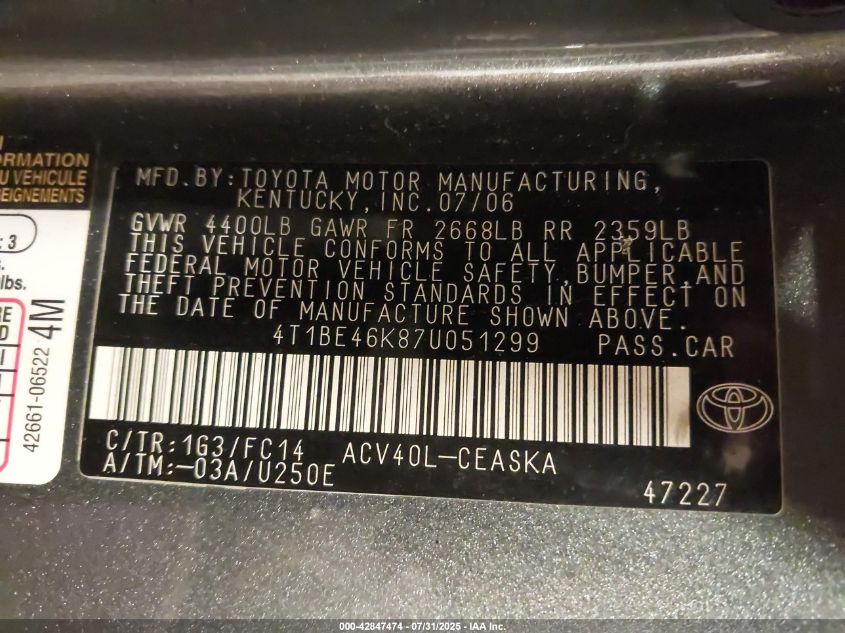 ORMATION
U VEHICULE
EIGNEMENTS
3
lbs.
RE
D
4M
42661-06522
MFD.BY:TOYOTA MOTOR MANUFACTURING,
KENTUCKY,INC.07/06
GVWR 4400LB GAWR FR 2668LB RR 2359LB
THIS VEHICLE CONFORMS TO ALL APPLICABLE
FEDERAL MOTOR VEHICLE SAFETY,BUMPER,AND
THEFT PREVENTION STANDARDS IN EFFECT ON
THE DATE OF MANUFACTURE SHOWN ABOVE.
4T1BE46K87U051299 PASS.CAR
C/TR:1G3/FC14 ACV40L-CEASKA
A/TM:-03A/U250E
47227
000-42847474 - 07/31/2025 - IAA Inc.